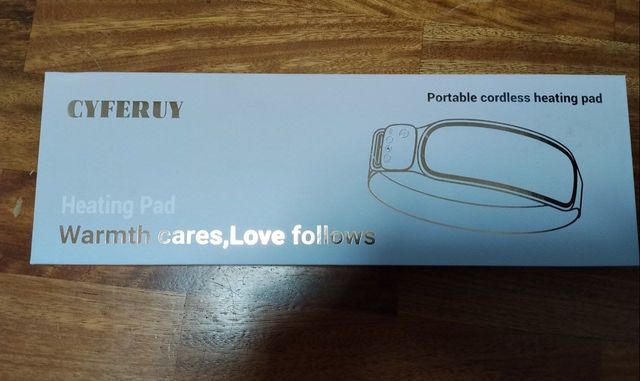 CYFERUY
Portable cordless heating pad
Heating Pad
Warmth cares,Love follows